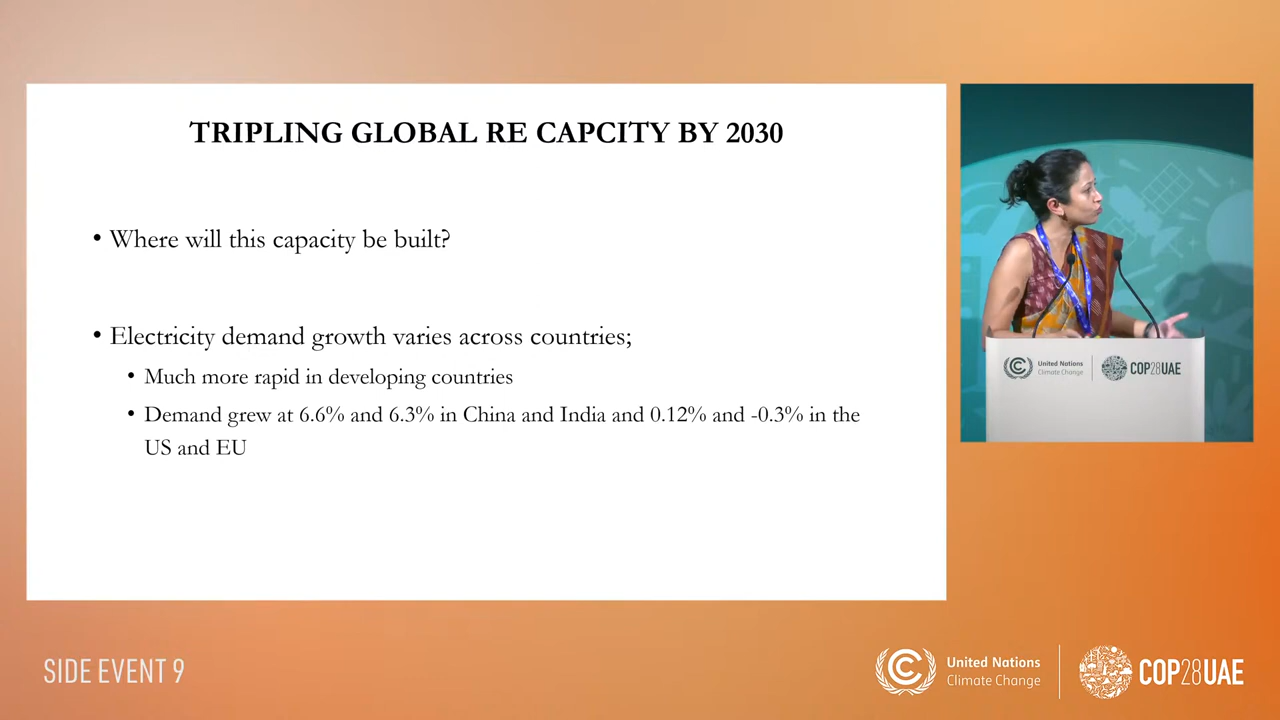 TRIPLING GLOBAL RE CAPCITY BY 2030
• Where will this capacity be built?
• Electricity demand growth varies across countries;
• Much more rapid in developing countries
• Demand grew at 6.6% and 6.3% in China and India and 0.12% and -0.3% in the
US and EU
United Nations
Climate Change
COP28UAE
SIDE EVENT 9
United Nations
Climate Change
COP28UAE